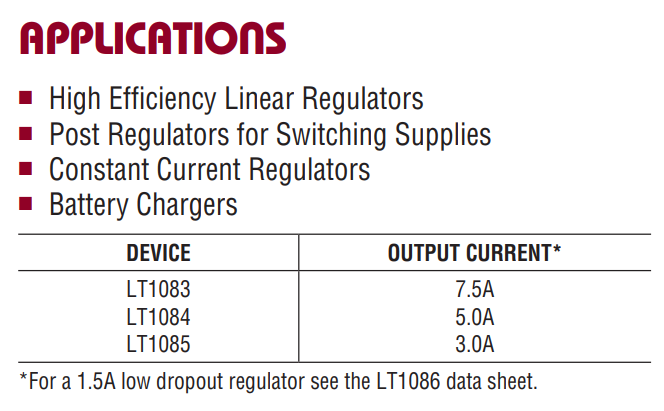 APPLICATIONS
■ High Efficiency Linear Regulators
■ Post Regulators for Switching Supplies
■ Constant Current Regulators
■ Battery Chargers
DEVICE OUTPUT CURRENT*
LT1083 7.5A
LT1084 5.0A
LT1085 3.0A
*For a 1.5A low dropout regulator see the LT1086 data sheet.